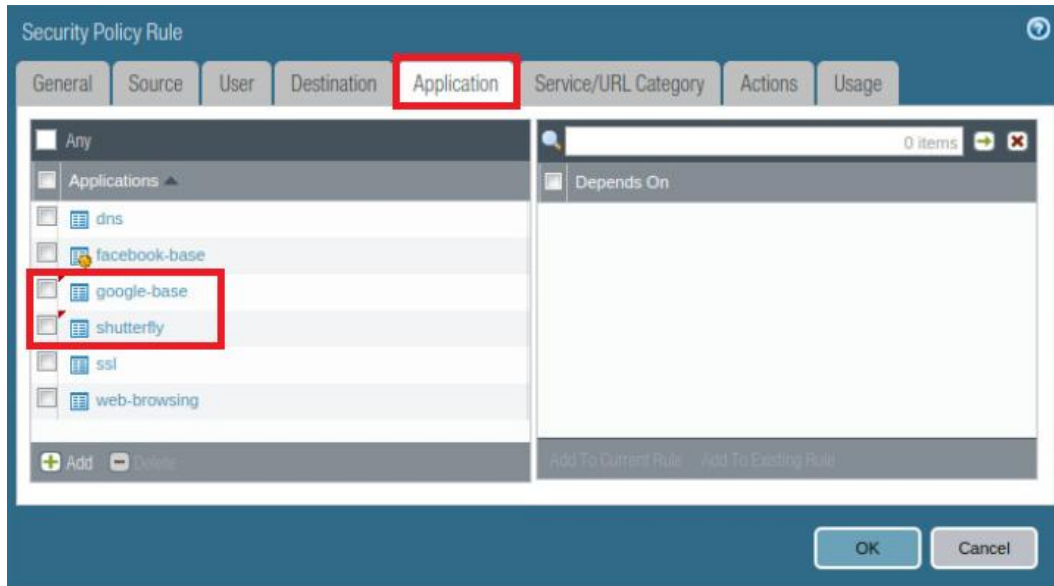 Security Policy Rule
General Source User Destination Application Service/URL Category Actions Usage
Any
0 items
Applications
Depends On
dns
facebook-base
google-base
shutterfly
ssl
web-browsing
Add Delete
Add To Current Rule Add To Existing Rule
OK Cancel